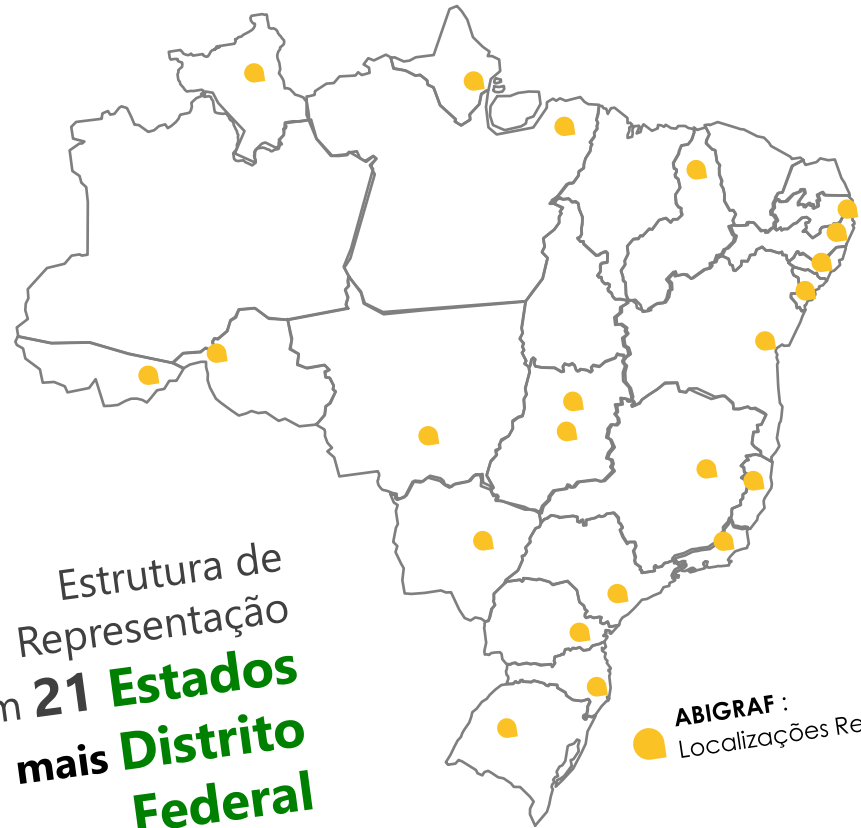 Estrutura de
Representação
21 Estados
mais Distrito
Federal
ABIGRAF :
Localizações